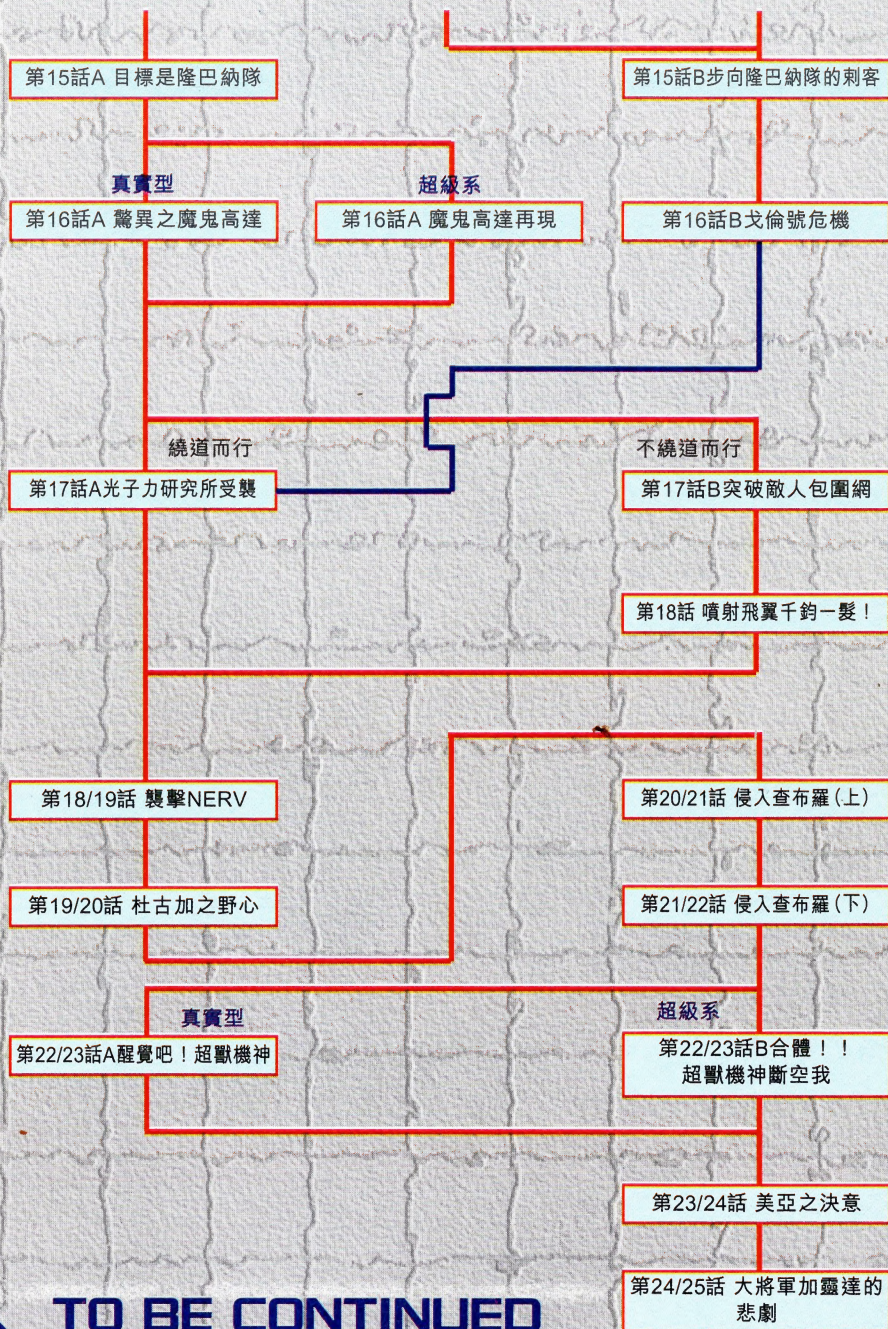 第15話A 目標是隆巴納隊
第15話B步向隆巴納隊的刺客
真實型
超級系
第16話A 驚異之魔鬼高達
第16話A 魔鬼高達再現
第16話B戈倫號危機
繞道而行
不繞道而行
第17話A光子力研究所受襲
第17話B突破敵人包圍網
第18話 噴射飛翼千鈞一髮！
第18/19話 襲擊NERV
第20/21話 侵入查布羅(上)
第19/20話 杜古加之野心
第21/22話 侵入查布羅(下)
真實型
超級系
第22/23話A醒覺吧！超獸機神
第22/23話B合體！！
超獸機神斷空我
第23/24話 美亞之決意
第24/25話 大將軍加靈達的
悲劇
TO BE CONTINUED